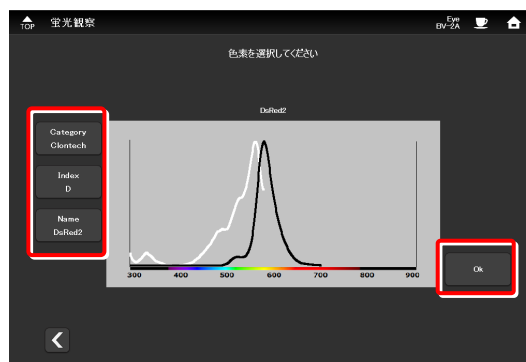 TOP 蛍光観察 Eye BV-2A
色素を選択してください
DsRed2
Category
Clontech
Index
D
Name
DsRed2
300 400 500 600 700 800 900
Ok